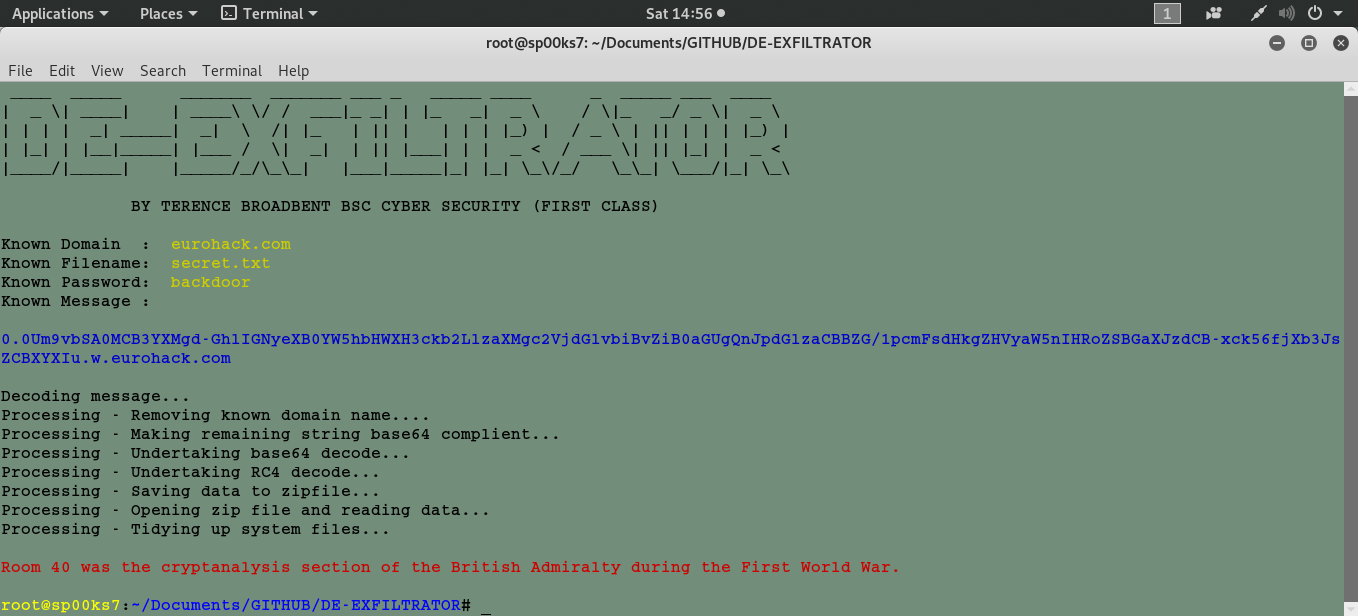 Applications Places Terminal Sat 14:56 1
root@sp00ks7: ~/Documents/GITHUB/DE-EXFILTRATOR
File Edit View Search Terminal Help
DE-EXFILTRATOR
BY TERENCE BROADBENT BSC CYBER SECURITY (FIRST CLASS)
Known Domain  :  eurohack.com
Known Filename:  secret.txt
Known Password:  backdoor
Known Message :
0.0Um9vbSA0MCB3YXMgd-GhlIGNyeXB0YW5hbHWXH3ckb2LlzaXMgc2VjdGlvbiBvZiB0aGUgQnJpdGlzaCBBZG/1pcmFsdHkgZHVyaW5nIHRoZSBGaXJzdCB-xck56fjXb3Js
ZCBXYXIu.w.eurohack.com
Decoding message...
Processing - Removing known domain name....
Processing - Making remaining string base64 complient...
Processing - Undertaking base64 decode...
Processing - Undertaking RC4 decode...
Processing - Saving data to zipfile...
Processing - Opening zip file and reading data...
Processing - Tidying up system files...
Room 40 was the cryptanalysis section of the British Admiralty during the First World War.
root@sp00ks7:~/Documents/GITHUB/DE-EXFILTRATOR# _